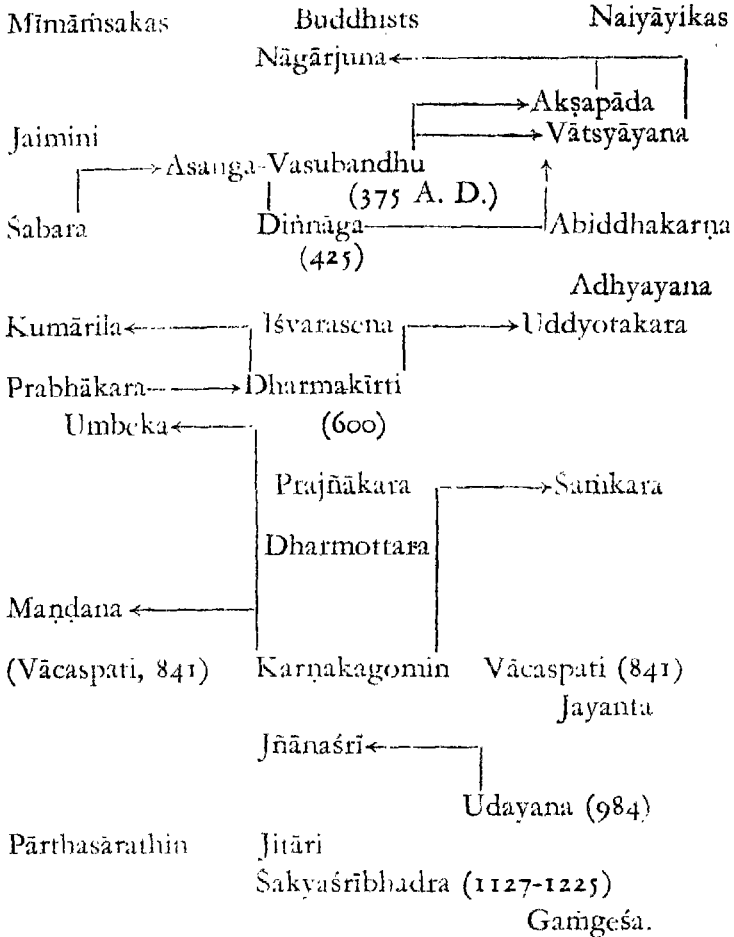 Mīmāṁsakas Buddhists Naiyāyikas
Nāgārjuna
Akṣapāda
Jaimini Vātsyāyana
Asanga-Vasubandhu
(375 A. D.)
Śabara Diṅnāga Abiddhakarṇa
(425)
Adhyayana
Kumārila Iśvarasena Uddyotakara
Prabhākara Dharmakīrti
Umbeka (600)
Prajñākara Śaṁkara
Dharmottara
Maṇḍana
(Vācaspati, 841) Karṇakagomin Vācaspati (841)
Jayanta
Jñānaśrī
Udayana (984)
Pārthasārathin Jitāri
Śakyaśrībhadra (1127-1225)
Gaṁgeśa.